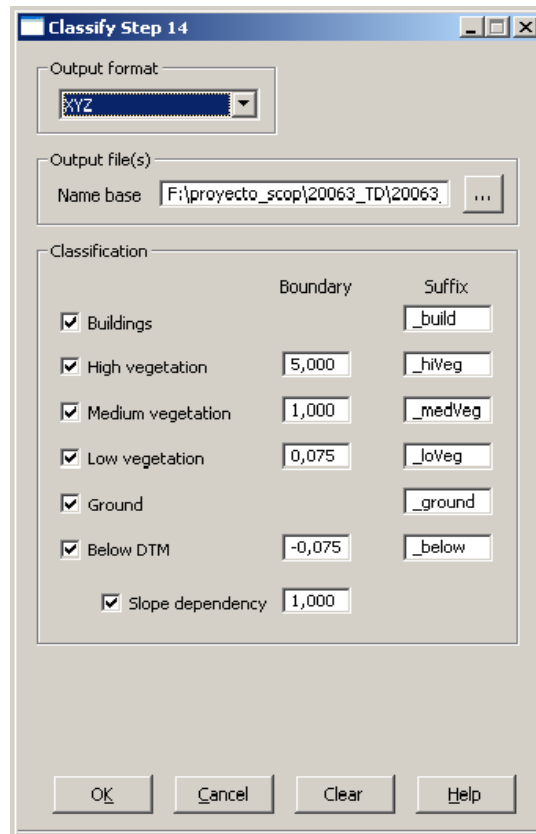 Classify Step 14
Output format
XYZ
Output file(s)
Name base F:\proyecto_scop\20063_TD\20063_ ...
Classification
Boundary Suffix
Buildings _build
High vegetation 5,000 _hiVeg
Medium vegetation 1,000 _medVeg
Low vegetation 0,075 _loVeg
Ground _ground
Below DTM -0,075 _below
Slope dependency 1,000
OK Cancel Clear Help